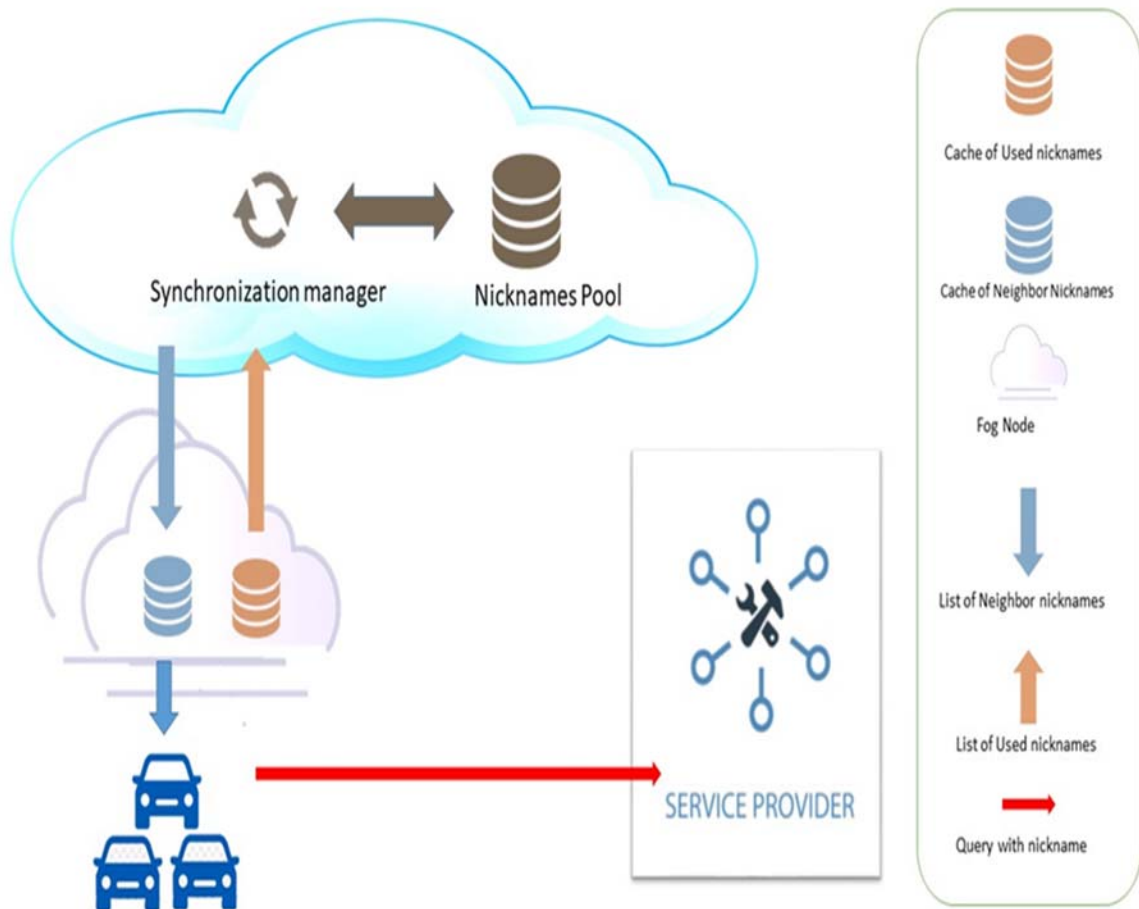 Synchronization manager
Nicknames Pool
SERVICE PROVIDER
Cache of Used nicknames
Cache of Neighbor Nicknames
Fog Node
List of Neighbor nicknames
List of Used nicknames
Query with nickname